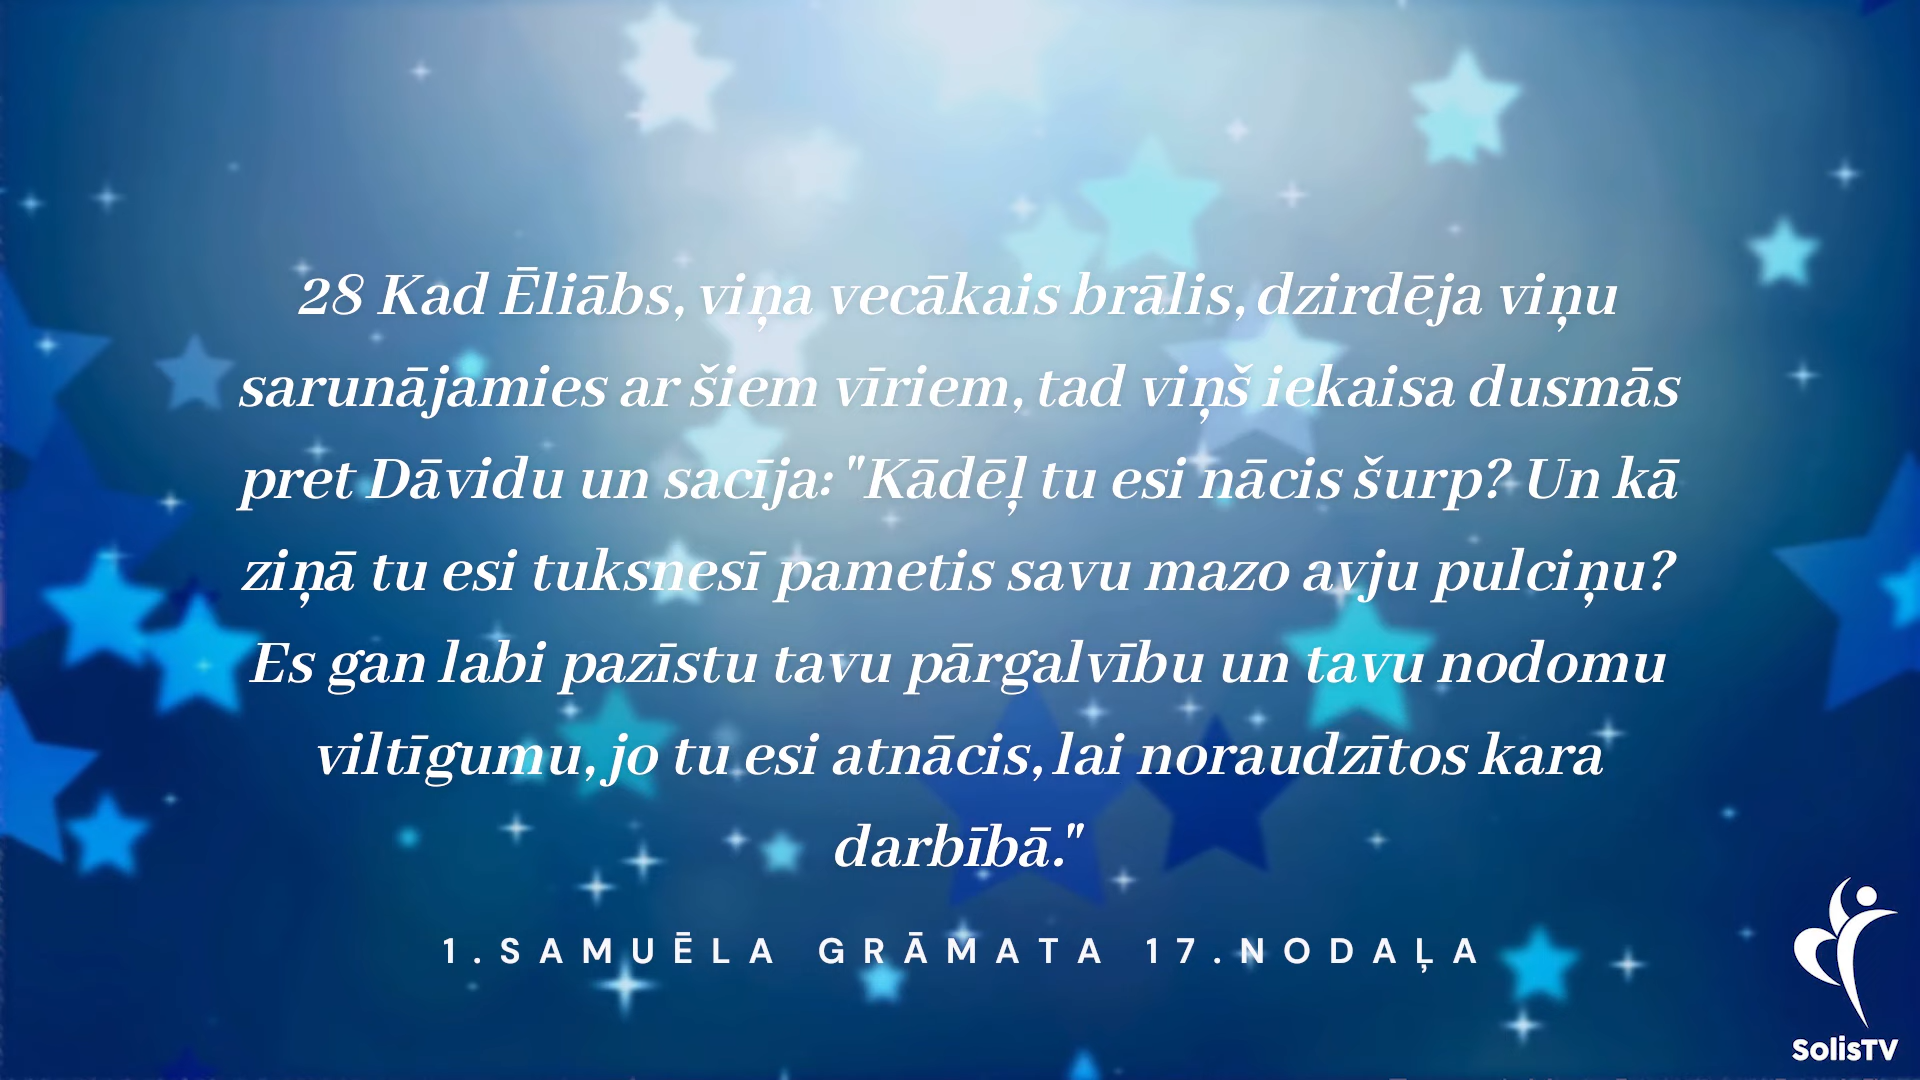 28 Kad Ēliābs, viņa vecākais brālis, dzirdēja viņu
sarunājamies ar šiem vīriem, tad viņš iekaisa dusmās
pret Dāvidu un sacīja: "Kādēļ tu esi nācis šurp? Un kā
ziņā tu esi tuksnesī pametis savu mazo avju pulciņu?
Es gan labi pazīstu tavu pārgalvību un tavu nodomu
viltīgumu, jo tu esi atnācis, lai noraudzītos kara
darbībā."
1.SAMUĒLA GRĀMATA 17.NODAĻA
SolisTV